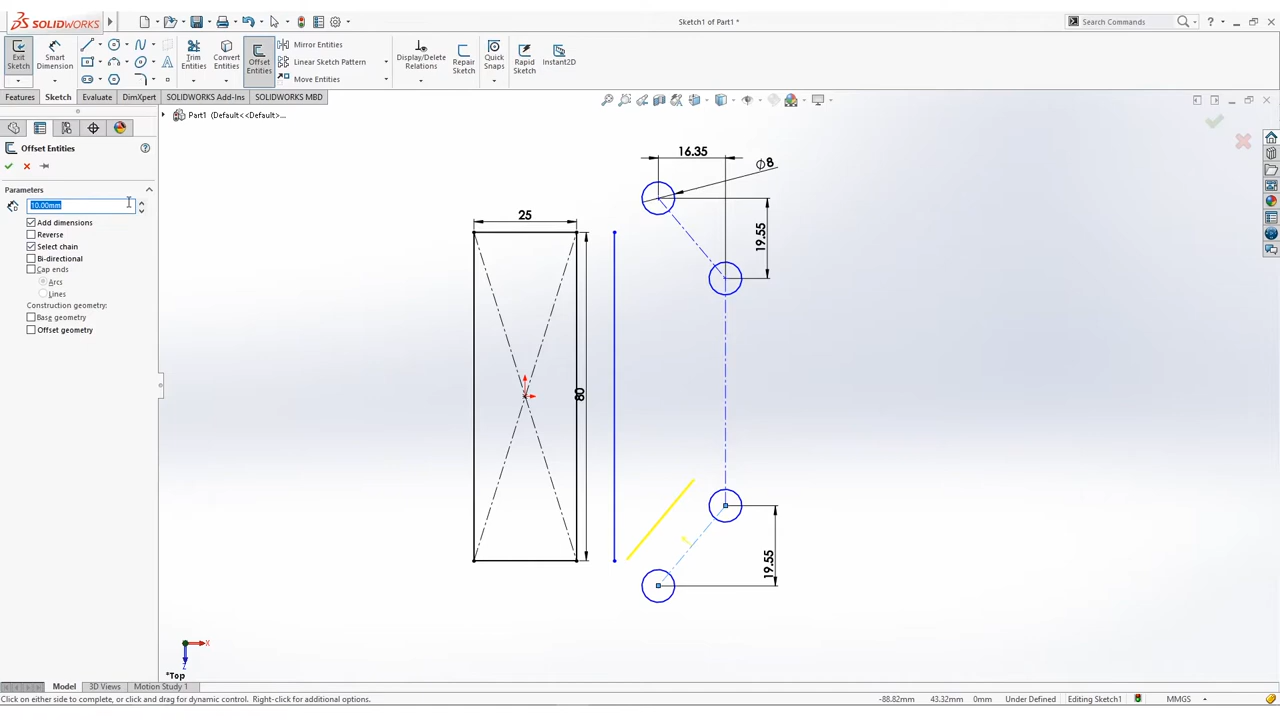 SOLIDWORKS
Sketch1 of Part1 *
Search Commands
?
Exit Sketch
Smart Dimension
Trim Entities
Convert Entities
Offset Entities
Mirror Entities
Linear Sketch Pattern
Move Entities
Display/Delete Relations
Repair Sketch
Quick Snaps
Rapid Sketch
Instant2D
Features
Sketch
Evaluate
DimXpert
SOLIDWORKS Add-Ins
SOLIDWORKS MBD
Part1 (Default<<Default>...
Offset Entities
Parameters
10.00mm
Add dimensions
Reverse
Select chain
Bi-directional
Cap ends
Arcs
Lines
Construction geometry:
Base geometry
Offset geometry
16.35
⌀8
25
19.55
80
19.55
X
Z
*Top
Model
3D Views
Motion Study 1
Click on either side to complete, or click and drag for dynamic control. Right-click for additional options.
-88.82mm
43.32mm
0mm
Under Defined
Editing Sketch1
MMGS